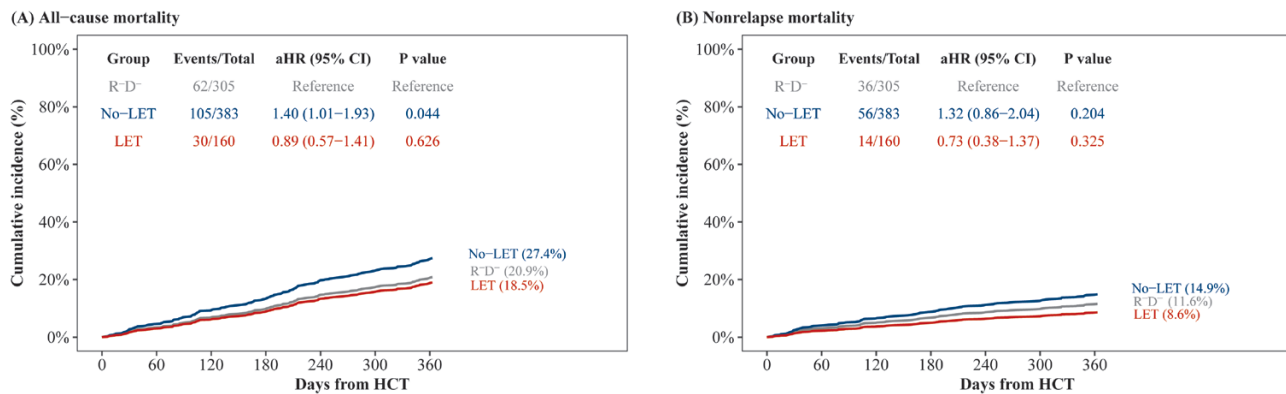 (A) All−cause mortality
Cumulative incidence (%)
100%
80%
60%
40%
20%
0%
Group Events/Total aHR (95% CI) P value
R⁻D⁻ 62/305 Reference Reference
No−LET 105/383 1.40 (1.01−1.93) 0.044
LET 30/160 0.89 (0.57−1.41) 0.626
No−LET (27.4%)
R⁻D⁻ (20.9%)
LET (18.5%)
0 60 120 180 240 300 360
Days from HCT
(B) Nonrelapse mortality
Cumulative incidence (%)
100%
80%
60%
40%
20%
0%
Group Events/Total aHR (95% CI) P value
R⁻D⁻ 36/305 Reference Reference
No−LET 56/383 1.32 (0.86−2.04) 0.204
LET 14/160 0.73 (0.38−1.37) 0.325
No−LET (14.9%)
R⁻D⁻ (11.6%)
LET (8.6%)
0 60 120 180 240 300 360
Days from HCT